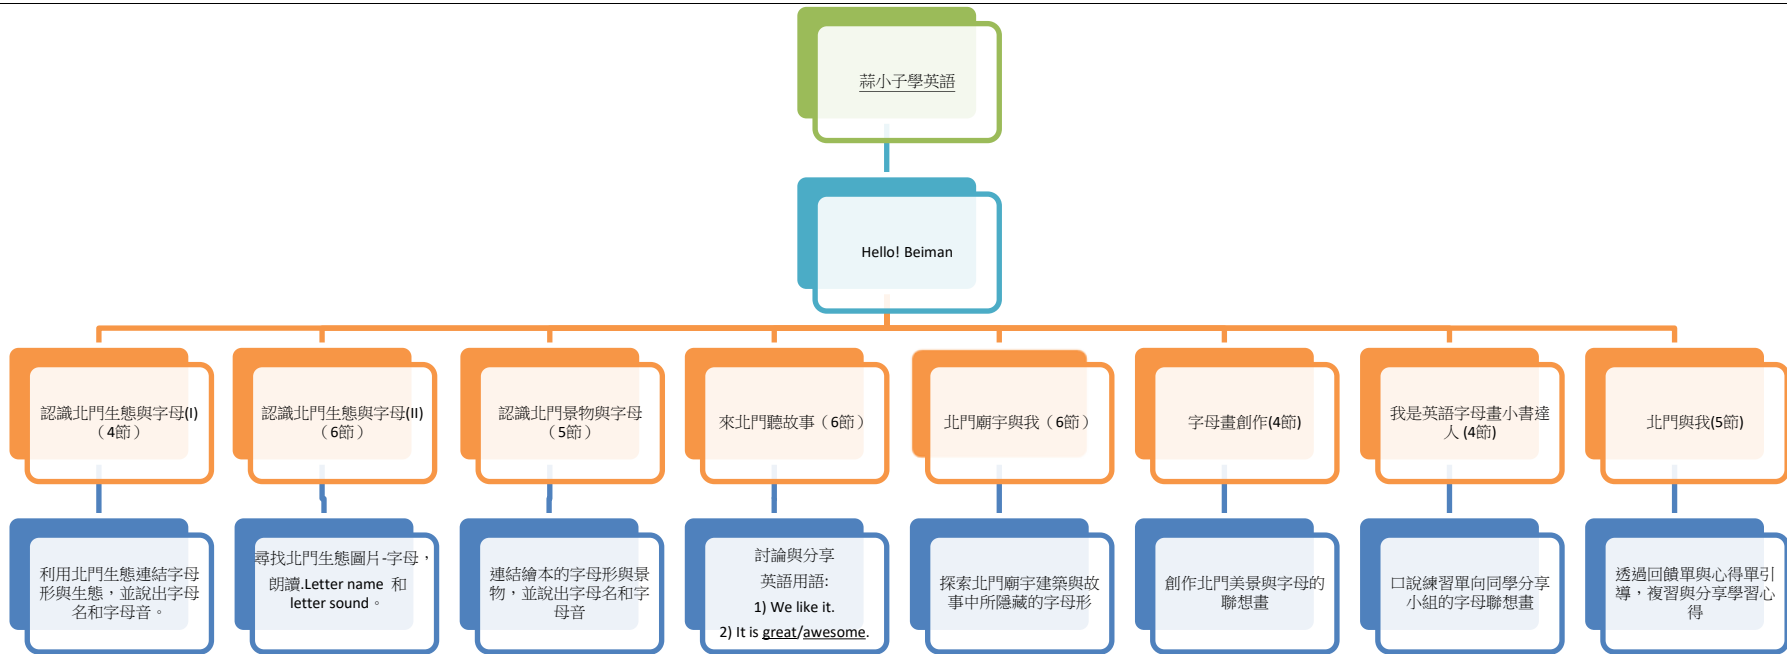 蒜小子學英語
Hello! Beiman
認識北門生態與字母(I)
（4節）
認識北門生態與字母(II)
（6節）
認識北門景物與字母
（5節）
來北門聽故事（6節）
北門廟宇與我（6節）
字母畫創作(4節)
我是英語字母畫小書達
人 (4節)
北門與我(5節)
利用北門生態連結字母
形與生態，並說出字母
名和字母音。
尋找北門生態圖片-字母，
朗讀.Letter name 和
letter sound。
連結繪本的字母形與景
物，並說出字母名和字
母音
討論與分享
英語用語:
1) We like it.
2) It is great/awesome.
探索北門廟宇建築與故
事中所隱藏的字母形
創作北門美景與字母的
聯想畫
口說練習單向同學分享
小組的字母聯想畫
透過回饋單與心得單引
導，複習與分享學習心
得